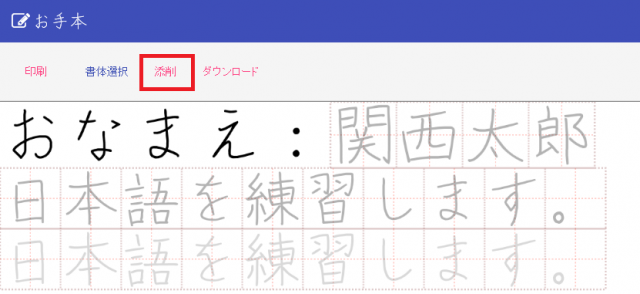 お手本
印刷 書体選択 添削 ダウンロード
おなまえ：関西太郎
日本語を練習します。
日本語を練習します。